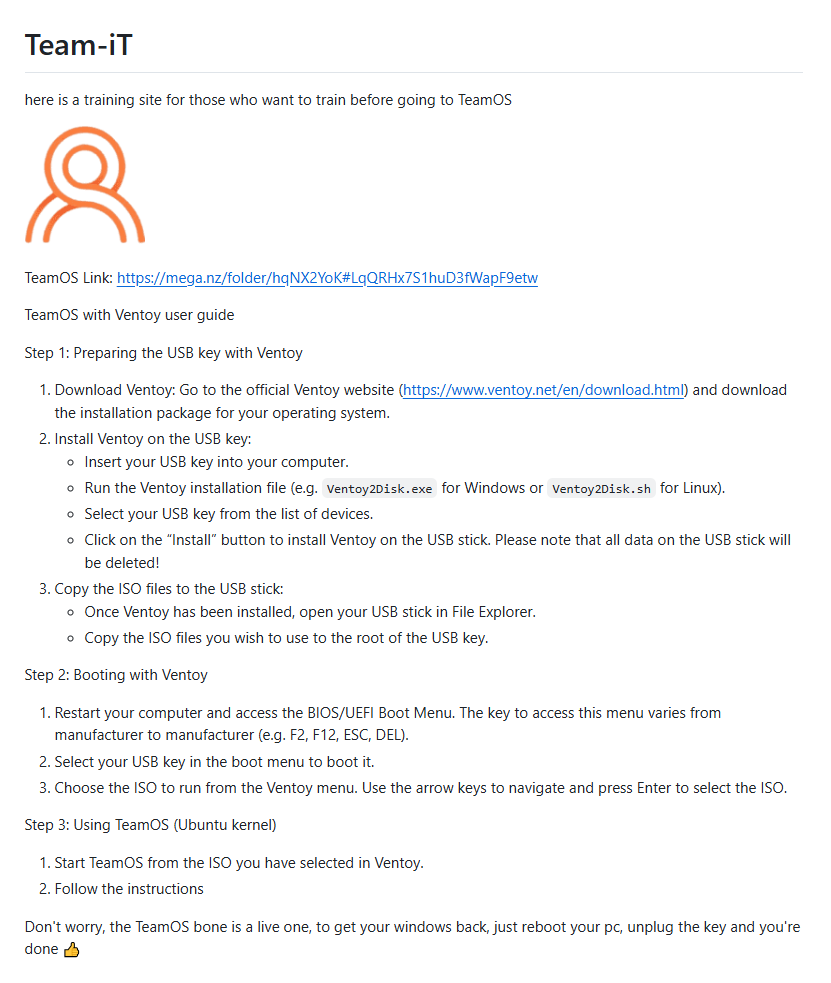 Team-iT
here is a training site for those who want to train before going to TeamOS
TeamOS Link: https://mega.nz/folder/hqNX2YoK#LqQRHx7S1huD3fWapF9etw
TeamOS with Ventoy user guide
Step 1: Preparing the USB key with Ventoy
1. Download Ventoy: Go to the official Ventoy website (https://www.ventoy.net/en/download.html) and download
the installation package for your operating system.
2. Install Ventoy on the USB key:
◦ Insert your USB key into your computer.
◦ Run the Ventoy installation file (e.g. Ventoy2Disk.exe for Windows or Ventoy2Disk.sh for Linux).
◦ Select your USB key from the list of devices.
◦ Click on the “Install” button to install Ventoy on the USB stick. Please note that all data on the USB stick will
be deleted!
3. Copy the ISO files to the USB stick:
◦ Once Ventoy has been installed, open your USB stick in File Explorer.
◦ Copy the ISO files you wish to use to the root of the USB key.
Step 2: Booting with Ventoy
1. Restart your computer and access the BIOS/UEFI Boot Menu. The key to access this menu varies from
manufacturer to manufacturer (e.g. F2, F12, ESC, DEL).
2. Select your USB key in the boot menu to boot it.
3. Choose the ISO to run from the Ventoy menu. Use the arrow keys to navigate and press Enter to select the ISO.
Step 3: Using TeamOS (Ubuntu kernel)
1. Start TeamOS from the ISO you have selected in Ventoy.
2. Follow the instructions
Don't worry, the TeamOS bone is a live one, to get your windows back, just reboot your pc, unplug the key and you're
done 👍